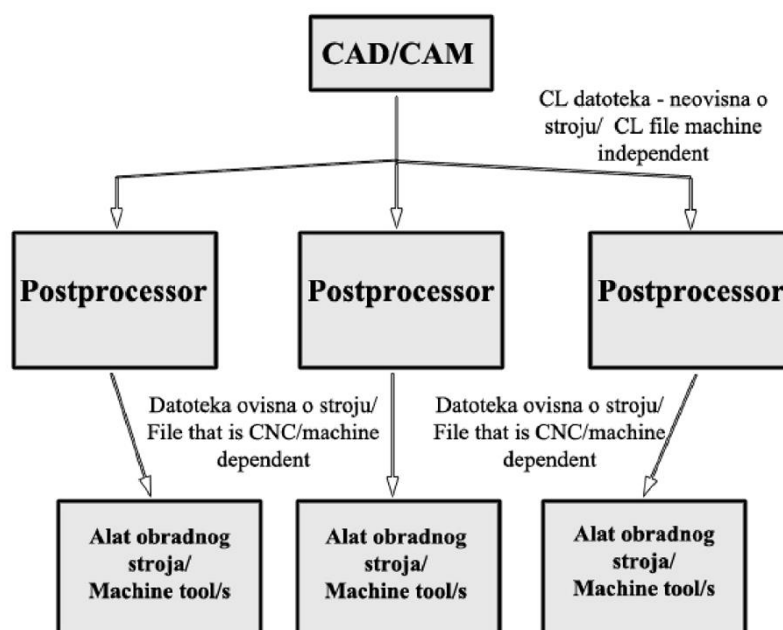 CAD/CAM
CL datoteka - neovisna o
stroju/ CL file machine
independent
Postprocessor
Postprocessor
Postprocessor
Datoteka ovisna o stroju/
File that is CNC/machine
dependent
Datoteka ovisna o stroju/
File that is CNC/machine
dependent
Alat obradnog
stroja/
Machine tool/s
Alat obradnog
stroja/
Machine tool/s
Alat obradnog
stroja/
Machine tool/s